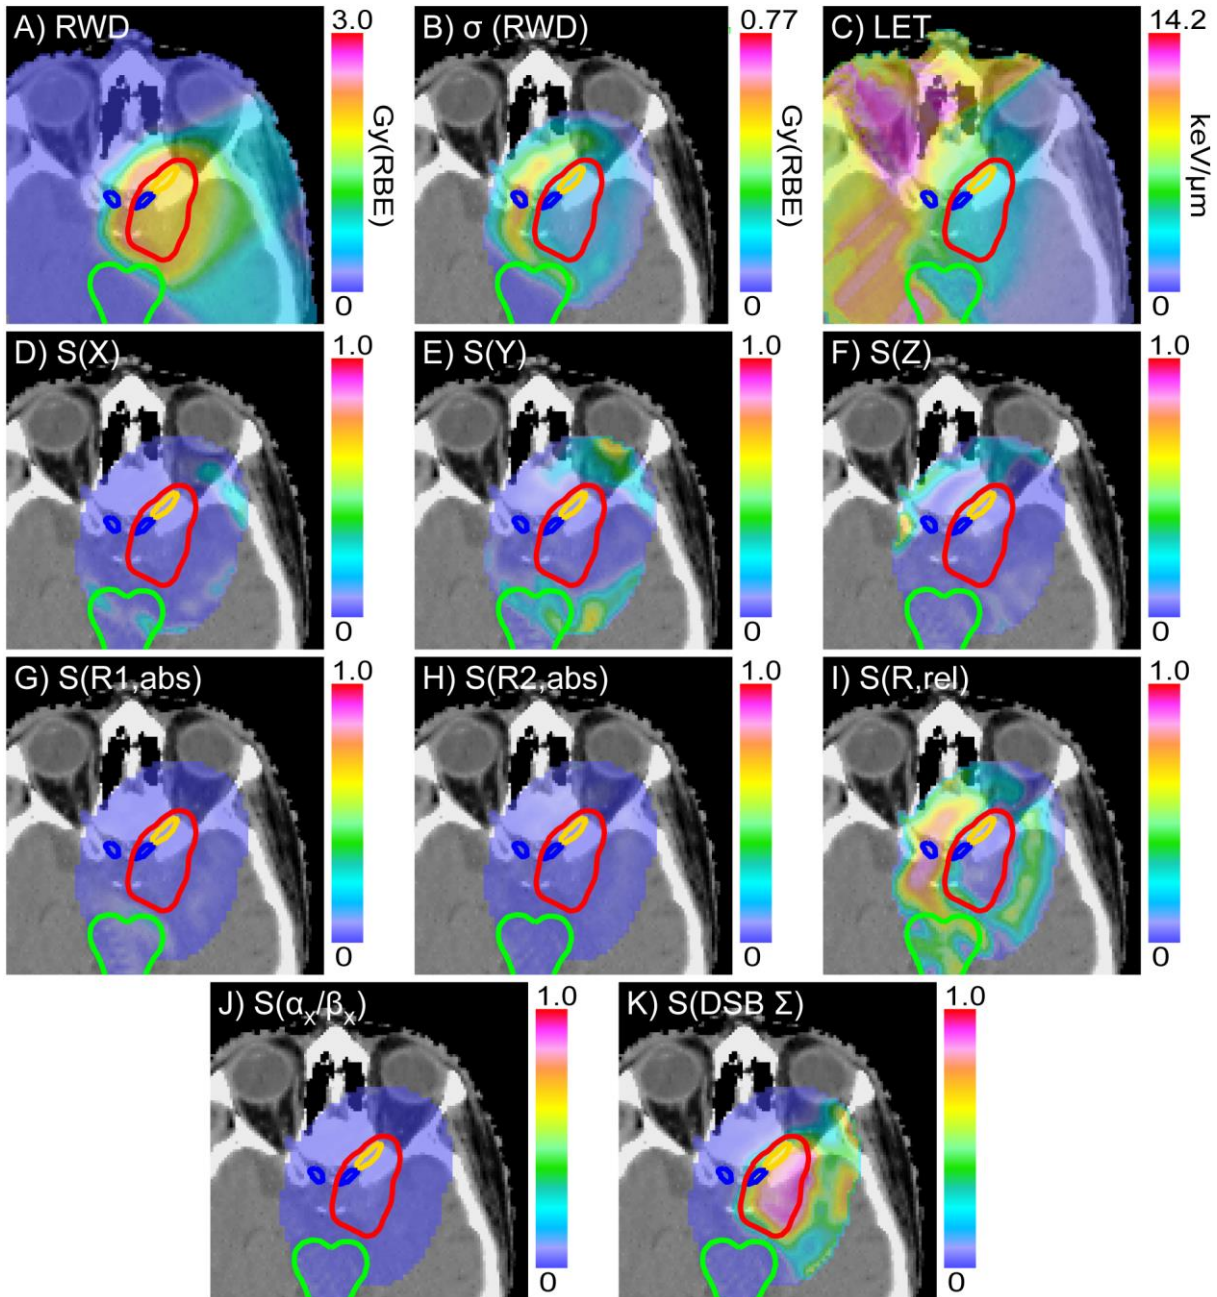 A) RWD
3.0
Gy(RBE)
0
B) σ (RWD)
0.77
Gy(RBE)
0
C) LET
14.2
keV/μm
0
D) S(X)
1.0
0
E) S(Y)
1.0
0
F) S(Z)
1.0
0
G) S(R1,abs)
1.0
0
H) S(R2,abs)
1.0
0
I) S(R,rel)
1.0
0
J) S(αx/βx)
1.0
0
K) S(DSB Σ)
1.0
0